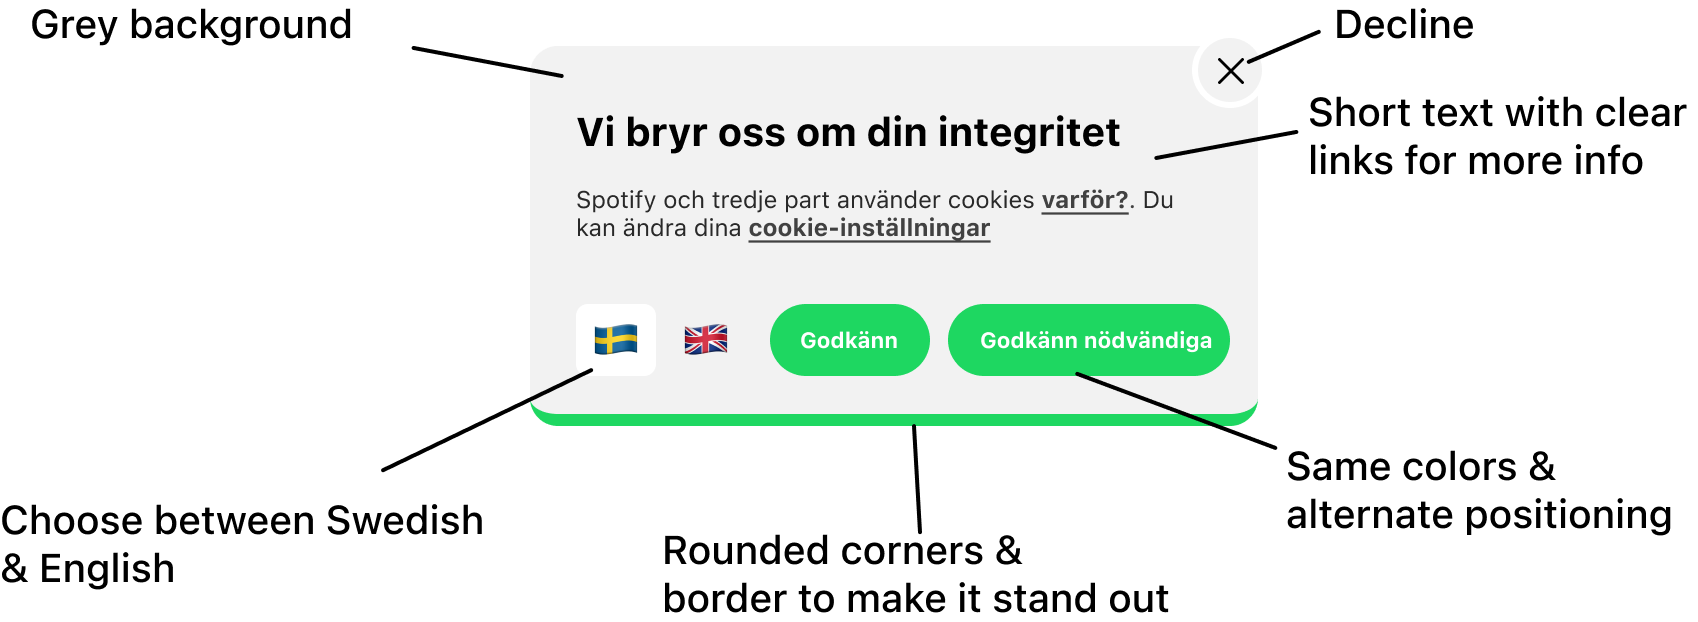 Grey background
Decline
Short text with clear
links for more info
Vi bryr oss om din integritet
Spotify och tredje part använder cookies varför?. Du
kan ändra dina cookie-inställningar
Godkänn
Godkänn nödvändiga
Choose between Swedish
& English
Rounded corners &
border to make it stand out
Same colors &
alternate positioning